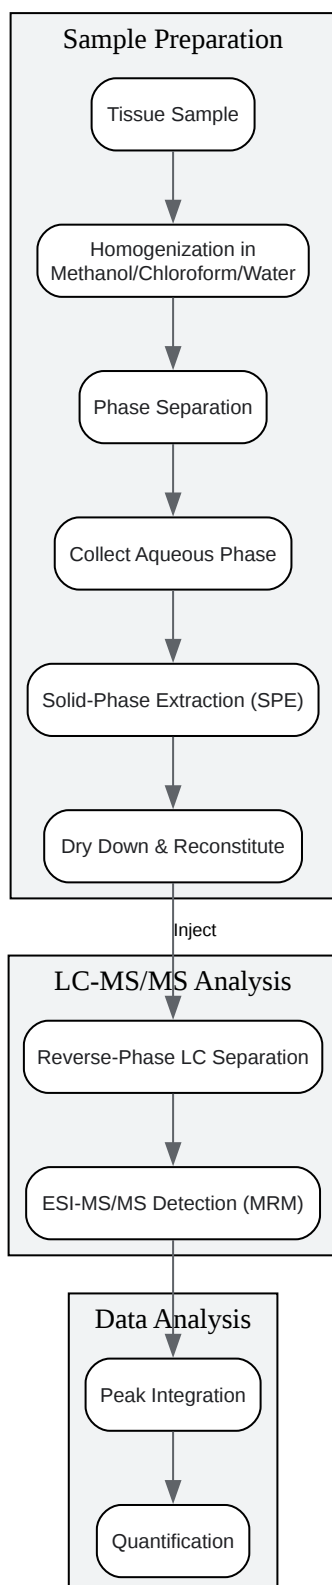 Sample Preparation
Tissue Sample
Homogenization in
Methanol/Chloroform/Water
Phase Separation
Collect Aqueous Phase
Solid-Phase Extraction (SPE)
Dry Down & Reconstitute
Inject
LC-MS/MS Analysis
Reverse-Phase LC Separation
ESI-MS/MS Detection (MRM)
Data Analysis
Peak Integration
Quantification